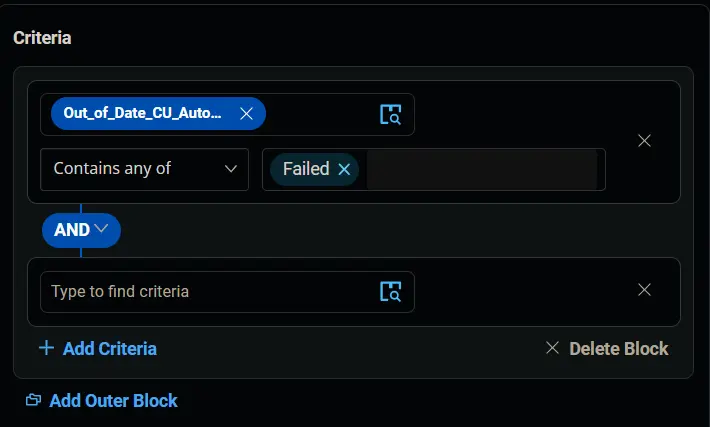 Criteria
Out_of_Date_CU_Auto...
Contains any of
Failed
AND
Type to find criteria
Add Criteria
Delete Block
Add Outer Block